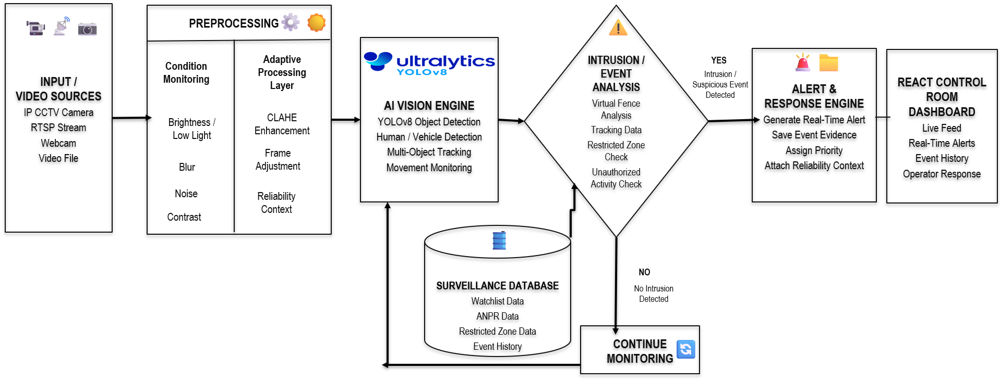 INPUT /
VIDEO SOURCES
IP CCTV Camera
RTSP Stream
Webcam
Video File
PREPROCESSING
Condition
Monitoring
Brightness /
Low Light
Blur
Noise
Contrast
Adaptive
Processing
Layer
CLAHE
Enhancement
Frame
Adjustment
Reliability
Context
ultralytics
YOLOv8
AI VISION ENGINE
YOLOv8 Object Detection
Human / Vehicle Detection
Multi-Object Tracking
Movement Monitoring
INTRUSION /
EVENT
ANALYSIS
Virtual Fence
Analysis
Tracking Data
Restricted Zone
Check
Unauthorized
Activity Check
YES
Intrusion /
Suspicious Event
Detected
ALERT &
RESPONSE ENGINE
Generate Real-Time Alert
Save Event Evidence
Assign Priority
Attach Reliability Context
REACT CONTROL
ROOM
DASHBOARD
Live Feed
Real-Time Alerts
Event History
Operator Response
SURVEILLANCE DATABASE
Watchlist Data
ANPR Data
Restricted Zone Data
Event History
NO
No Intrusion
Detected
CONTINUE
MONITORING